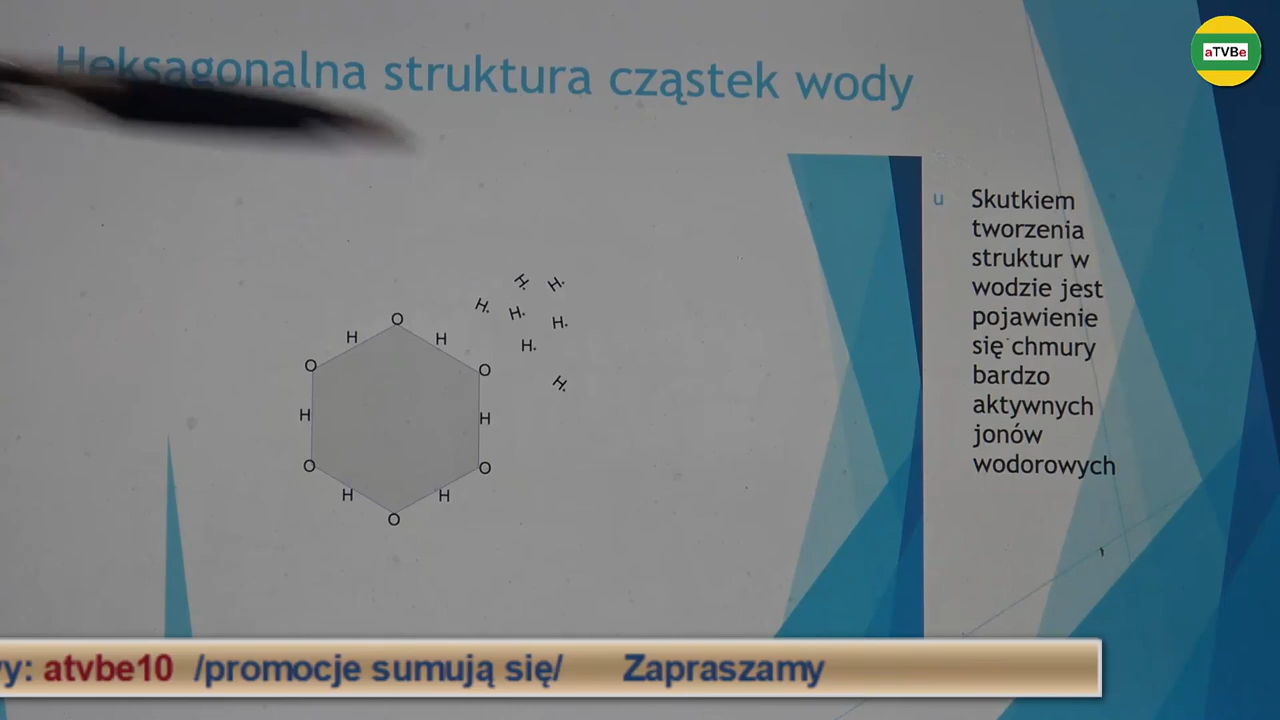 Heksagonalna struktura cząstek wody
aTVBe
u Skutkiem
tworzenia
struktur w
wodzie jest
pojawienie
się chmury
bardzo
aktywnych
jonów
wodorowych
H. H.
H. H. H.
H.
H.
O
H H
O O
H H
O O
H H
O
y: atvbe10 /promocje sumują się/ Zapraszamy